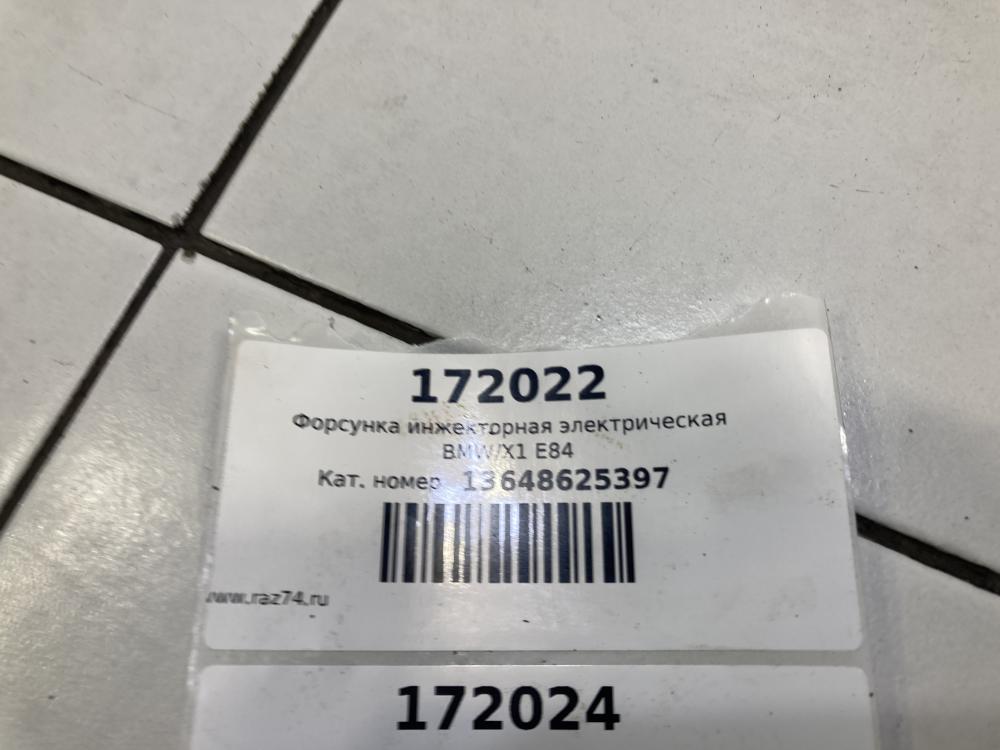 172022
Форсунка инжекторная электрическая
BMW/X1 E84
Кат. номер 13648625397
www.raz74.ru
172024